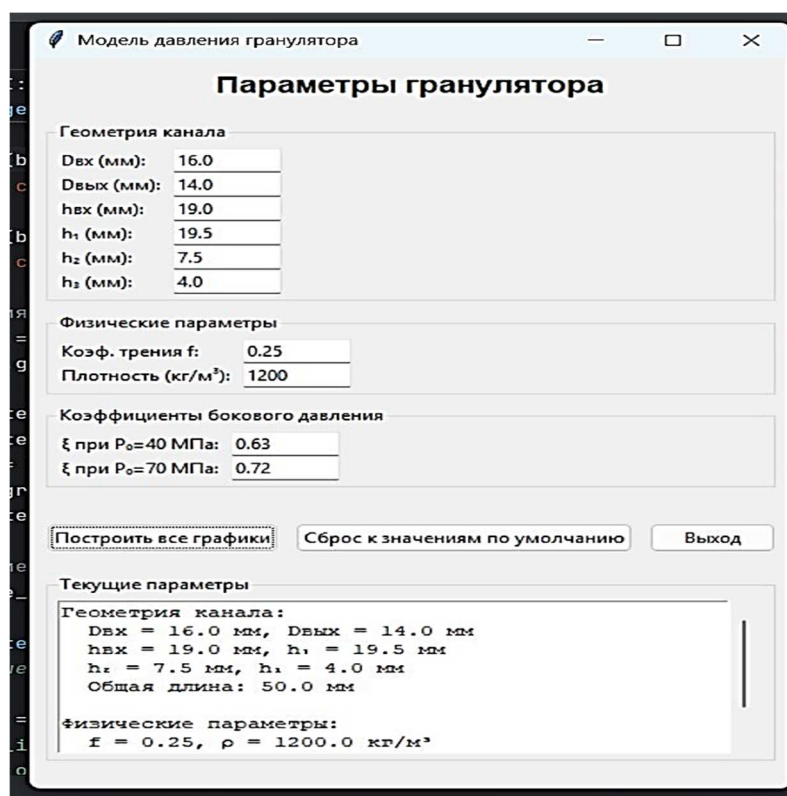 Модель давления гранулятора
Параметры гранулятора
Геометрия канала
Dвх (мм): 16.0
Dвых (мм): 14.0
hвх (мм): 19.0
h₁ (мм): 19.5
h₂ (мм): 7.5
h₃ (мм): 4.0
Физические параметры
Коэф. трения f: 0.25
Плотность (кг/м³): 1200
Коэффициенты бокового давления
ξ при P₀=40 МПа: 0.63
ξ при P₀=70 МПа: 0.72
Построить все графики Сброс к значениям по умолчанию Выход
Текущие параметры
Геометрия канала:
Dвх = 16.0 мм, Dвых = 14.0 мм
hвх = 19.0 мм, h₁ = 19.5 мм
h₂ = 7.5 мм, h₃ = 4.0 мм
Общая длина: 50.0 мм
Физические параметры:
f = 0.25, ρ = 1200.0 кг/м³